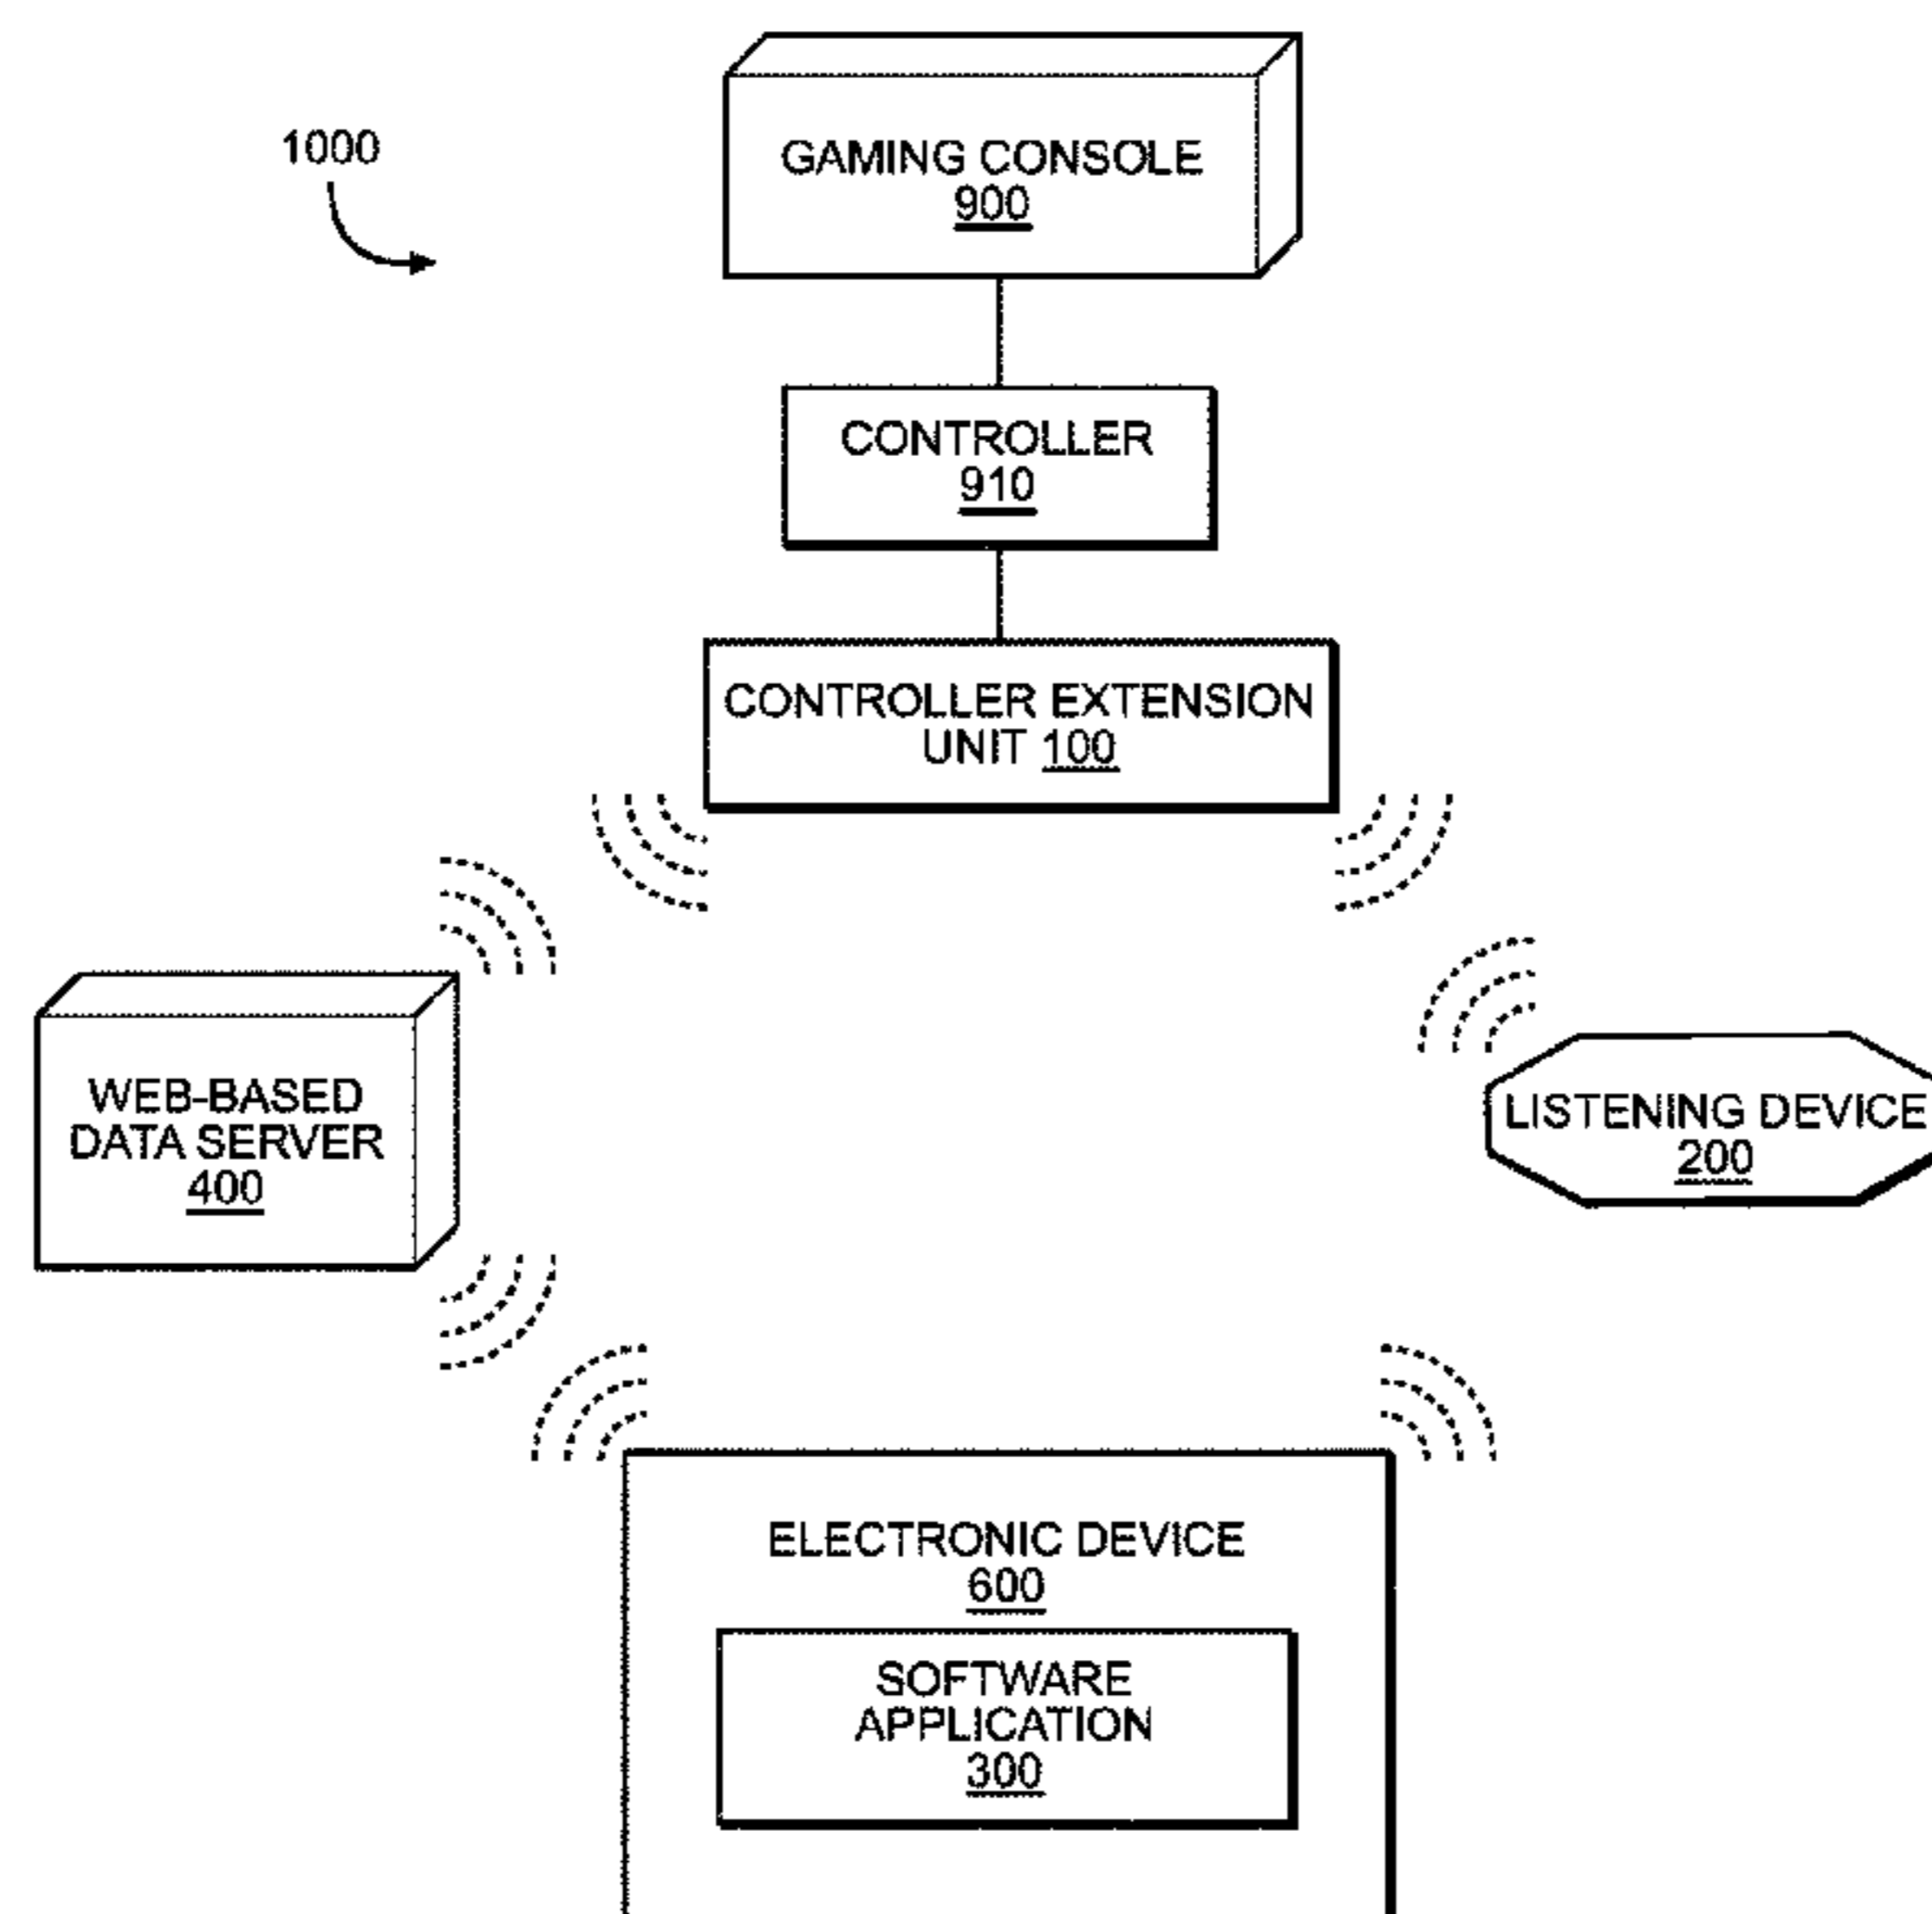 1000
GAMING CONSOLE
900
CONTROLLER
910
CONTROLLER EXTENSION
UNIT 100
WEB-BASED
DATA SERVER
400
LISTENING DEVICE
200
ELECTRONIC DEVICE
600
SOFTWARE
APPLICATION
300